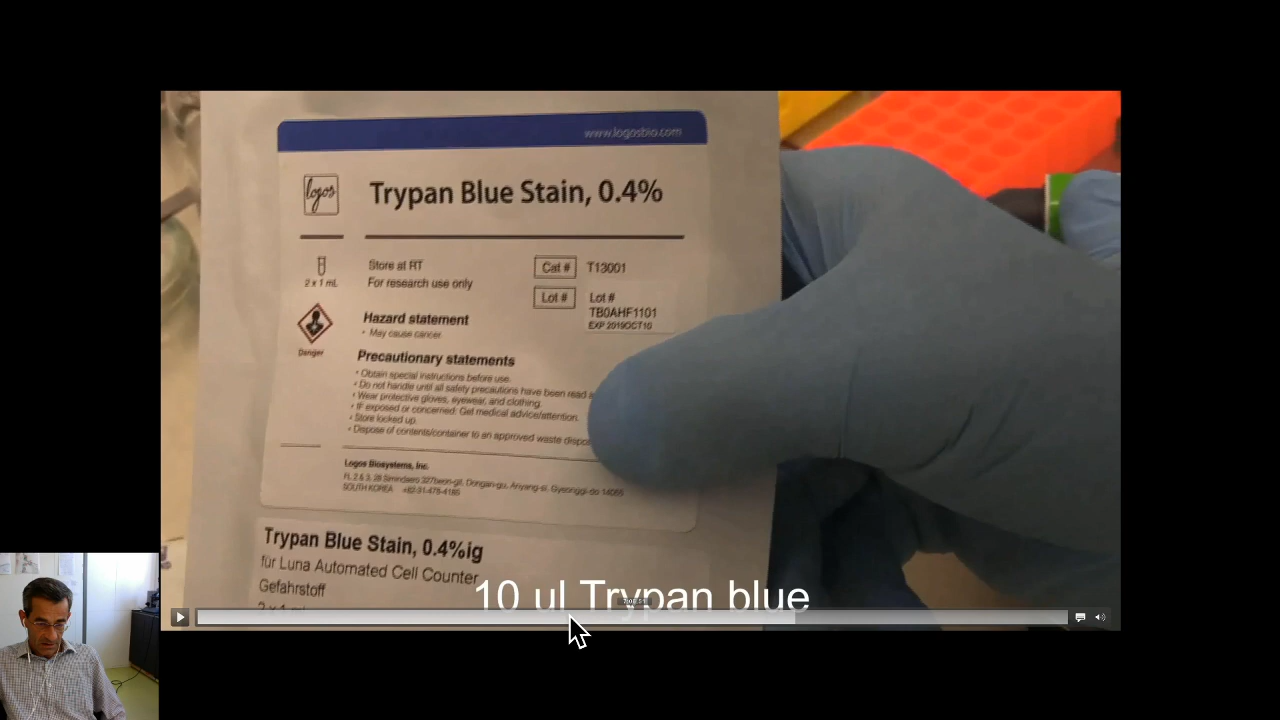 www.logosbio.com
logos
Trypan Blue Stain, 0.4%
2 x 1 mL
Store at RT
For research use only
Cat # T13001
Lot # Lot #
TB0AHF1101
EXP 2019OCT10
Danger
Hazard statement
• May cause cancer.
Precautionary statements
• Obtain special instructions before use.
• Do not handle until all safety precautions have been read
• Wear protective gloves, eyewear, and clothing.
• IF exposed or concerned: Get medical advice/attention.
• Store locked up.
• Dispose of contents/container to an approved waste
Logos Biosystems, Inc.
SOUTH KOREA
Trypan Blue Stain, 0.4%ig
für Luna Automated Cell Counter
Gefahrstoff
10 ul Trypan blue